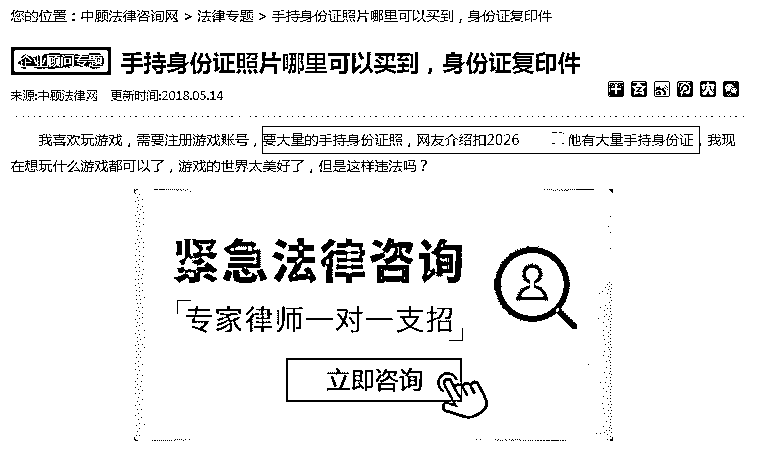 您的位置：中顾法律咨询网 > 法律专题 > 手持身份证照片哪里可以买到，身份证复印件
企业顾问专题 手持身份证照片哪里可以买到，身份证复印件
来源:中顾法律网 更新时间:2018.05.14
我喜欢玩游戏，需要注册游戏账号，要大量的手持身份证照，网友介绍扣2026 他有大量手持身份证，我现
在想玩什么游戏都可以了，游戏的世界太美好了，但是这样违法吗？
紧急法律咨询
「专家律师一对一支招」
立即咨询